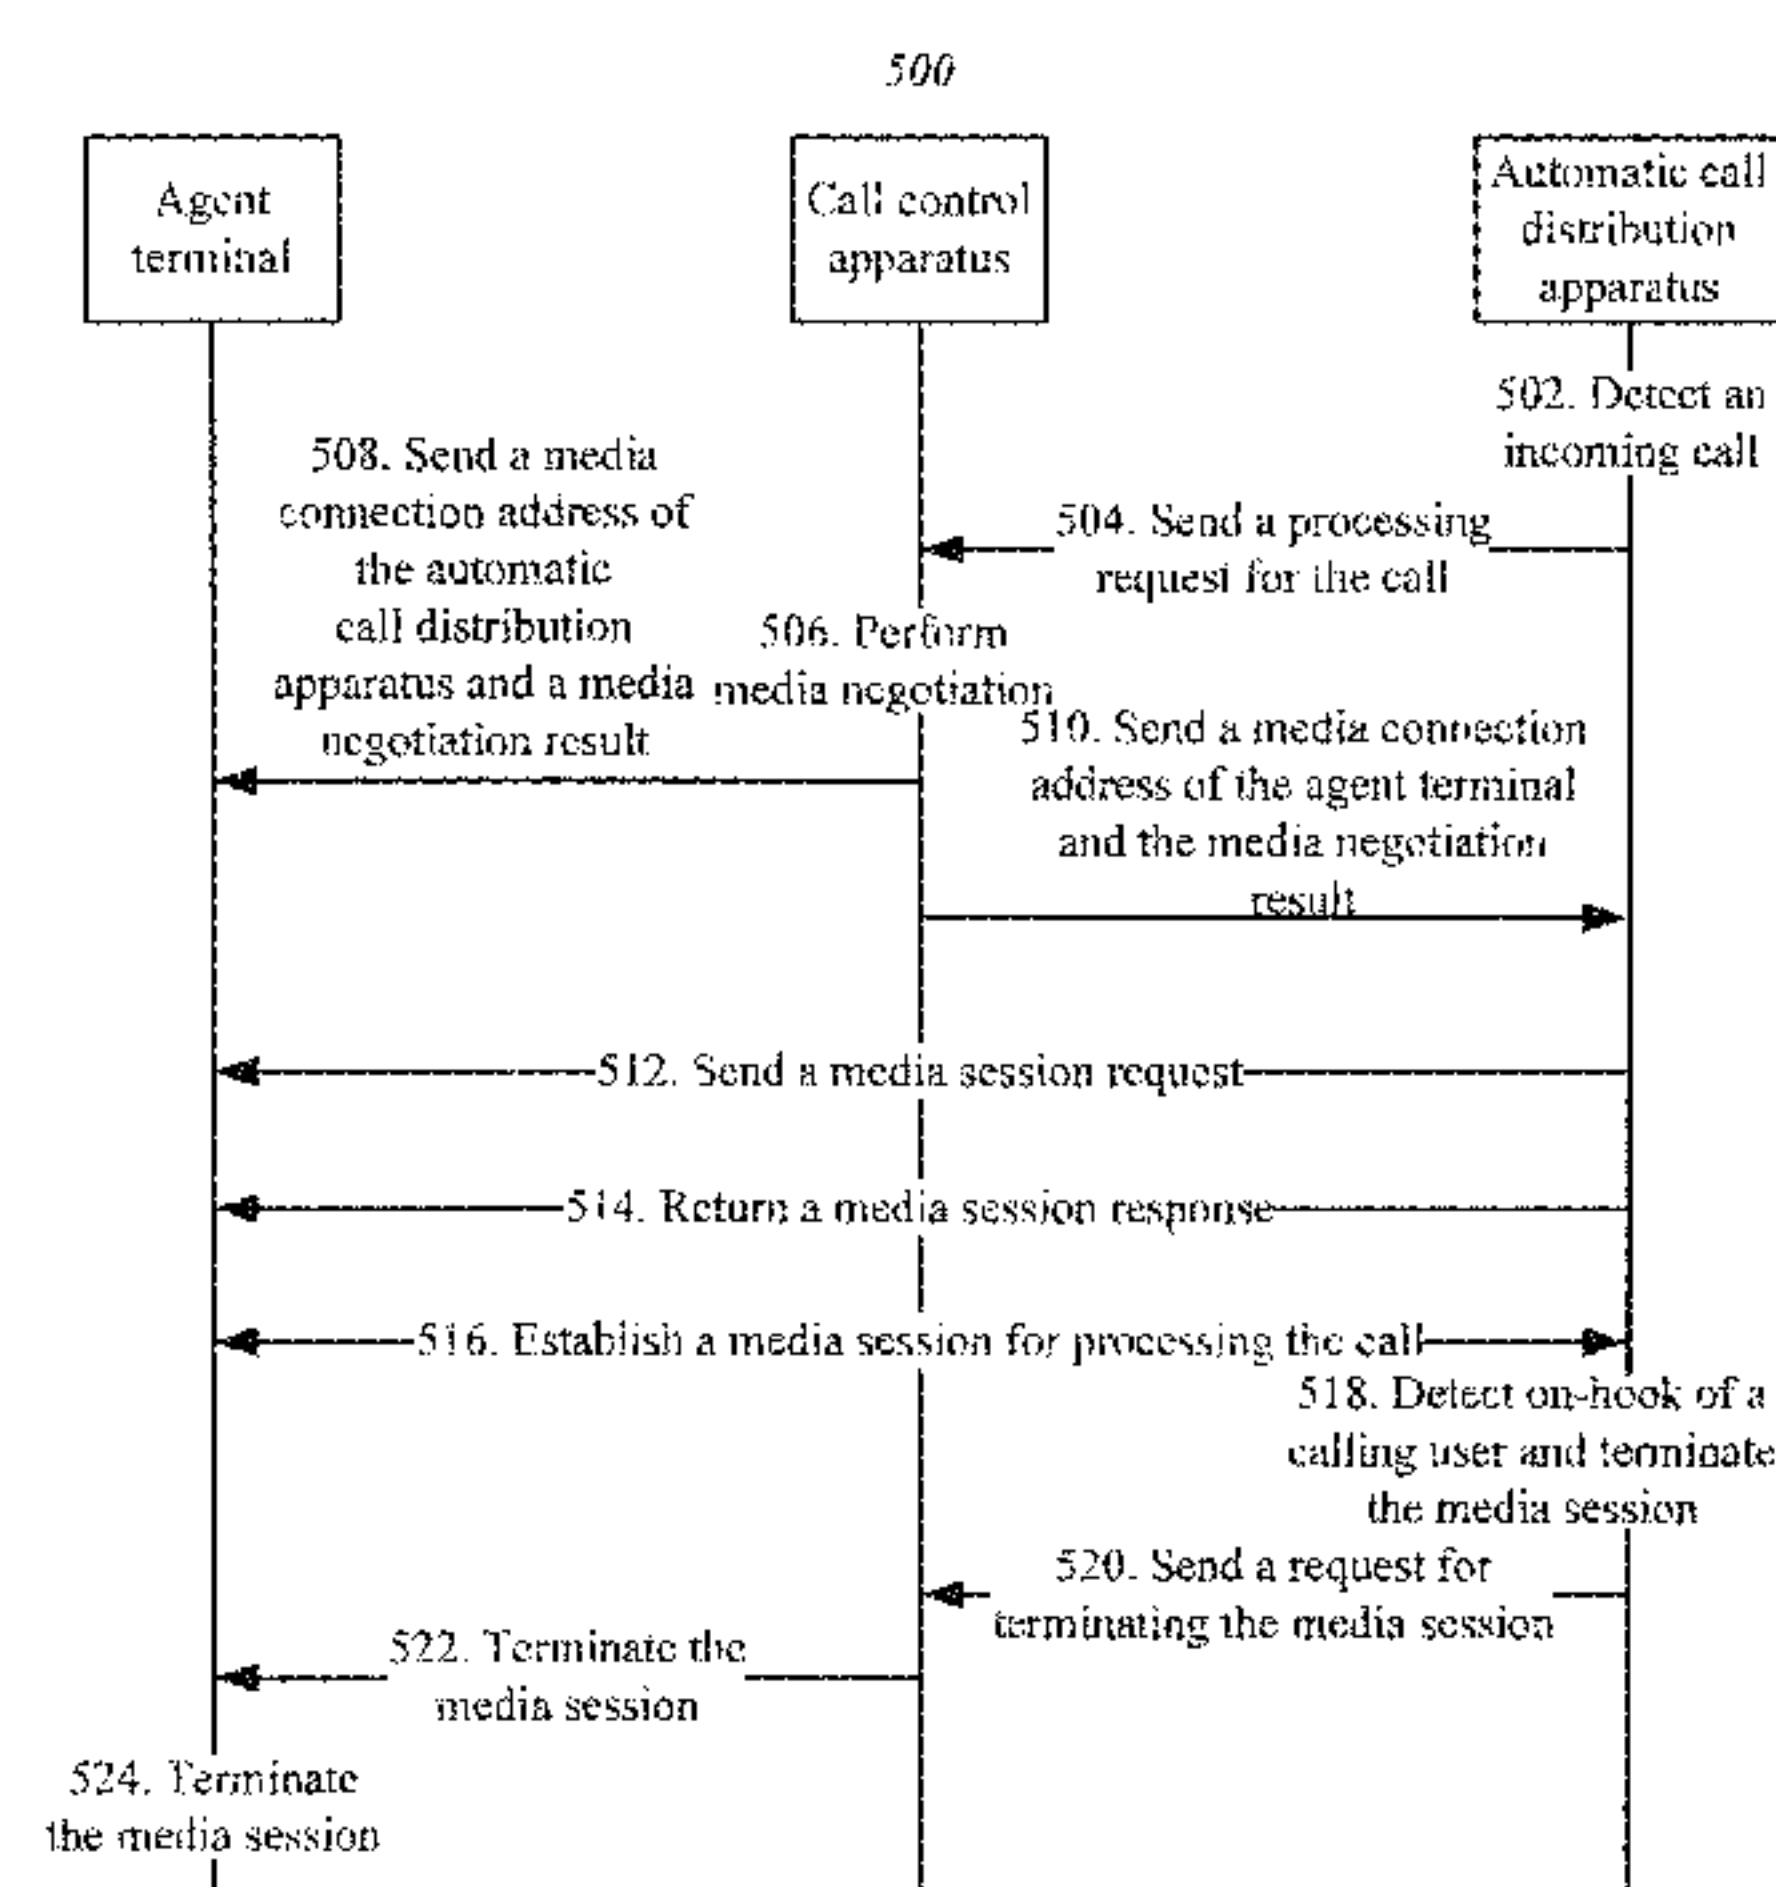 500
Agent
terminal
Call control
apparatus
Automatic call
distribution
apparatus
502. Detect an
incoming call
504. Send a processing
request for the call
506. Perform
media negotiation
508. Send a media
connection address of
the automatic
call distribution
apparatus and a media
negotiation result
510. Send a media connection
address of the agent terminal
and the media negotiation
result
512. Send a media session request
514. Return a media session response
516. Establish a media session for processing the call
518. Detect on-hook of a
calling user and terminate
the media session
520. Send a request for
terminating the media session
522. Terminate the
media session
524. Terminate
the media session